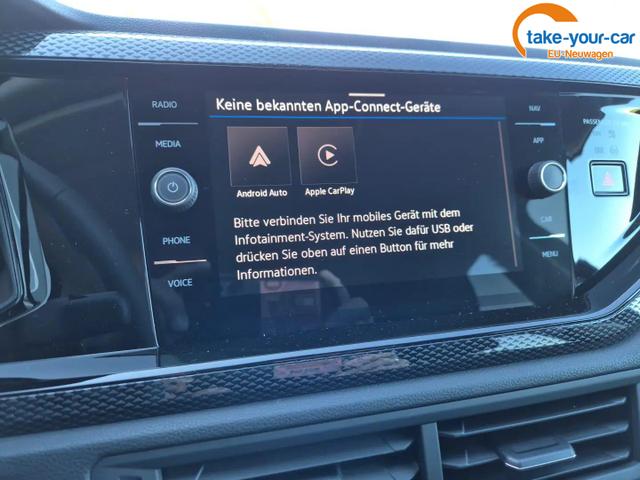 take-your-car
EU-Neuwagen
RADIO
MEDIA
PHONE
VOICE
Keine bekannten App-Connect-Geräte
Android Auto
Apple CarPlay
Bitte verbinden Sie Ihr mobiles Gerät mit dem
Infotainment-System. Nutzen Sie dafür USB oder
drücken Sie oben auf einen Button für mehr
Informationen.
NAV
APP
CAR
MENU